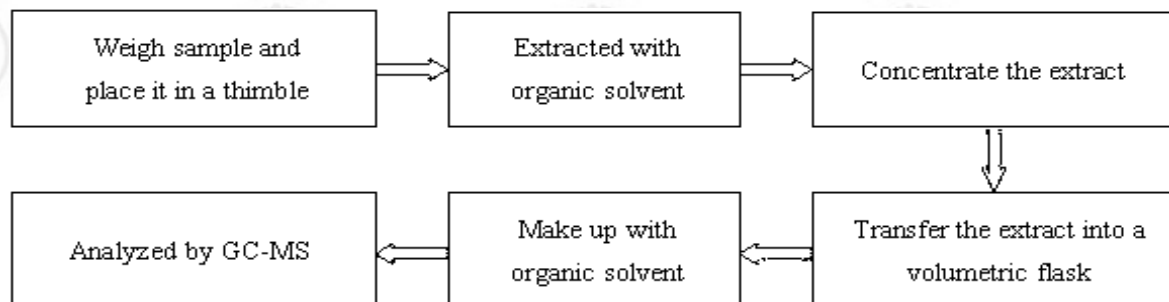 Weigh sample and
place it in a thimble
Extracted with
organic solvent
Concentrate the extract
Transfer the extract into a
volumetric flask
Make up with
organic solvent
Analyzed by GC-MS